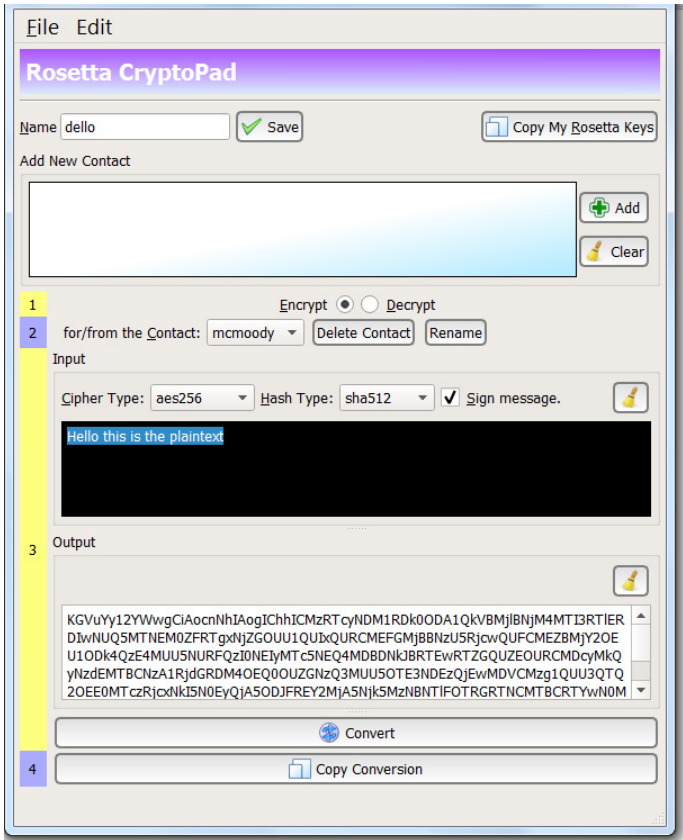 File Edit
Rosetta CryptoPad
Name dello Save Copy My Rosetta Keys
Add New Contact
Add
Clear
1 Encrypt Decrypt
2 for/from the Contact: mcmoody Delete Contact Rename
Input
Cipher Type: aes256 Hash Type: sha512 Sign message.
Hello this is the plaintext
3
Output
KGVuYy12YWwgCiAocnNhIAogIChhICMzRTcyNDM1RDk0ODA1QkVBMjlBNjM4MTI3RTlER
DIwNUQ5MTNEM0ZFRTgxNjZGOUU1QUIxQURCMEFGMjBBNzU5RjcwQUFCMEZBMjY2OE
U1ODk4QzE4MUU5NURFQzI0NEIyMTc5NEQ4MDBDNkJBRTEwRTZGQUZEOURCMDcyMkQ
yNzdEMTBCNzA1RjdGRDM4OEQ0OUZGNzQ3MUU5OTE3NDEzQjEwMDVCMzg1QUU3QTQ
2OEE0MTczRjcxNkI5N0EyQjA5ODJFREY2MjA5Njk5MzNBNTlFOTRGRTNCMTBCRTYwN0M
Convert
4 Copy Conversion